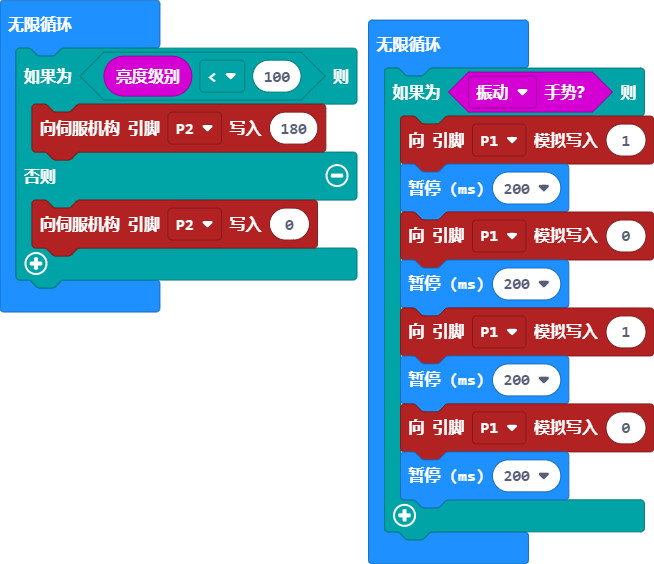 无限循环
如果为 亮度级别 < 100 则
向伺服机构 引脚 P2 写入 180
否则
向伺服机构 引脚 P2 写入 0
无限循环
如果为 振动 手势? 则
向 引脚 P1 模拟写入 1
暂停 (ms) 200
向 引脚 P1 模拟写入 0
暂停 (ms) 200
向 引脚 P1 模拟写入 1
暂停 (ms) 200
向 引脚 P1 模拟写入 0
暂停 (ms) 200